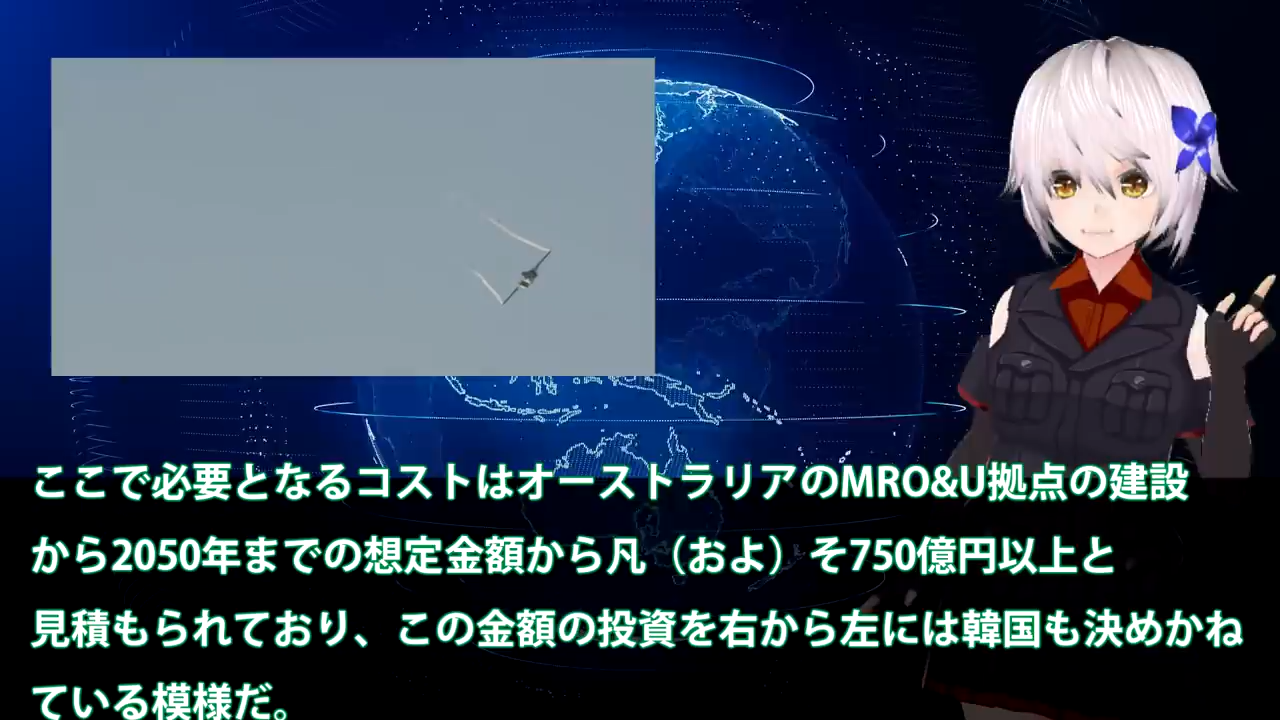 ここで必要となるコストはオーストラリアのMRO&U拠点の建設
から2050年までの想定金額から凡（およ）そ750億円以上と
見積もられており、この金額の投資を右から左には韓国も決めかね
ている模様だ。